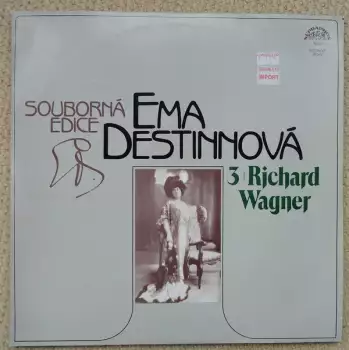 SOUBORNÁ
EDICE
EMA
DESTINNOVÁ
3 Richard
Wagner